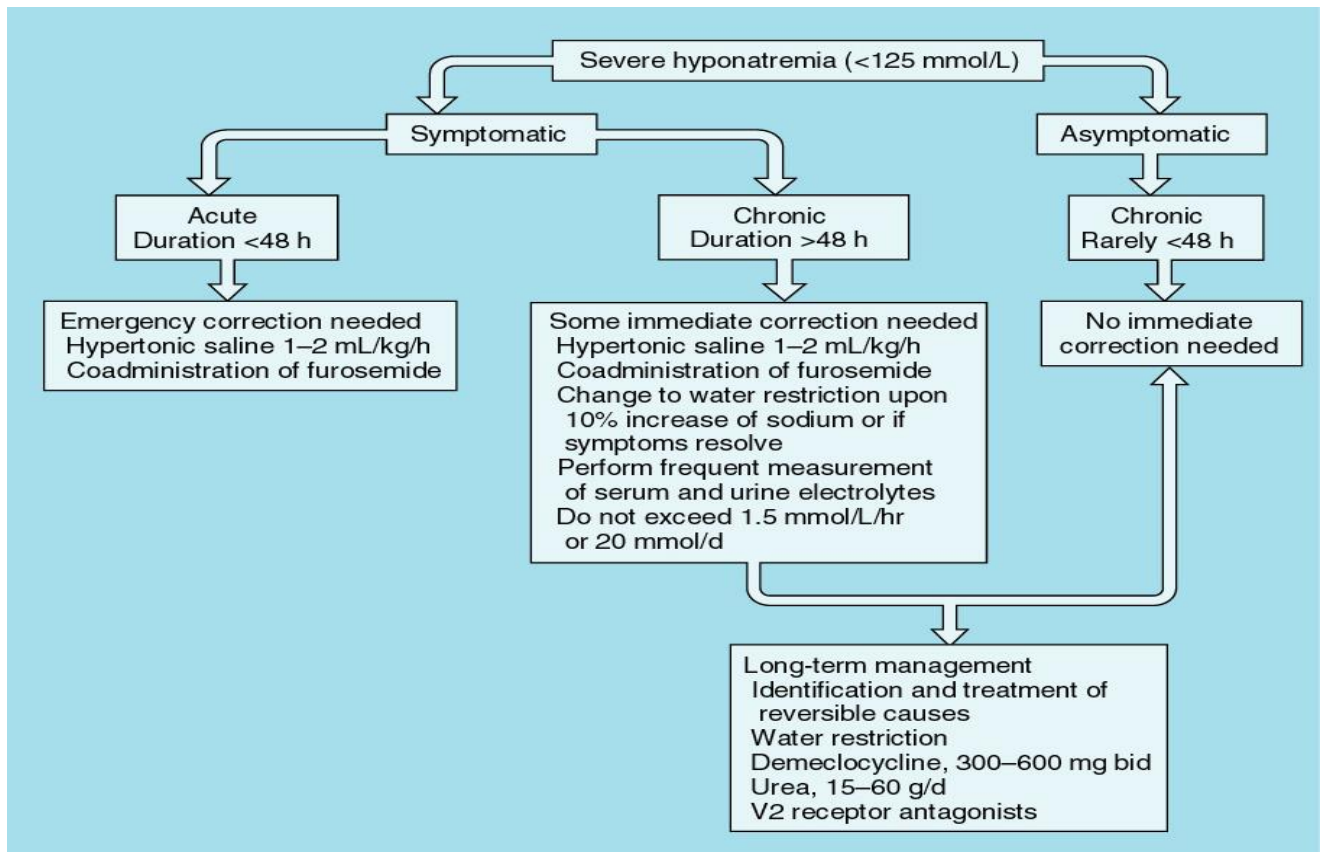 Severe hyponatremia (<125 mmol/L)
Symptomatic
Asymptomatic
Acute
Duration <48 h
Chronic
Duration >48 h
Chronic
Rarely <48 h
Emergency correction needed
Hypertonic saline 1–2 mL/kg/h
Coadministration of furosemide
Some immediate correction needed
Hypertonic saline 1–2 mL/kg/h
Coadministration of furosemide
Change to water restriction upon
10% increase of sodium or if
symptoms resolve
Perform frequent measurement
of serum and urine electrolytes
Do not exceed 1.5 mmol/L/hr
or 20 mmol/d
No immediate
correction needed
Long-term management
Identification and treatment of
reversible causes
Water restriction
Demeclocycline, 300–600 mg bid
Urea, 15–60 g/d
V2 receptor antagonists